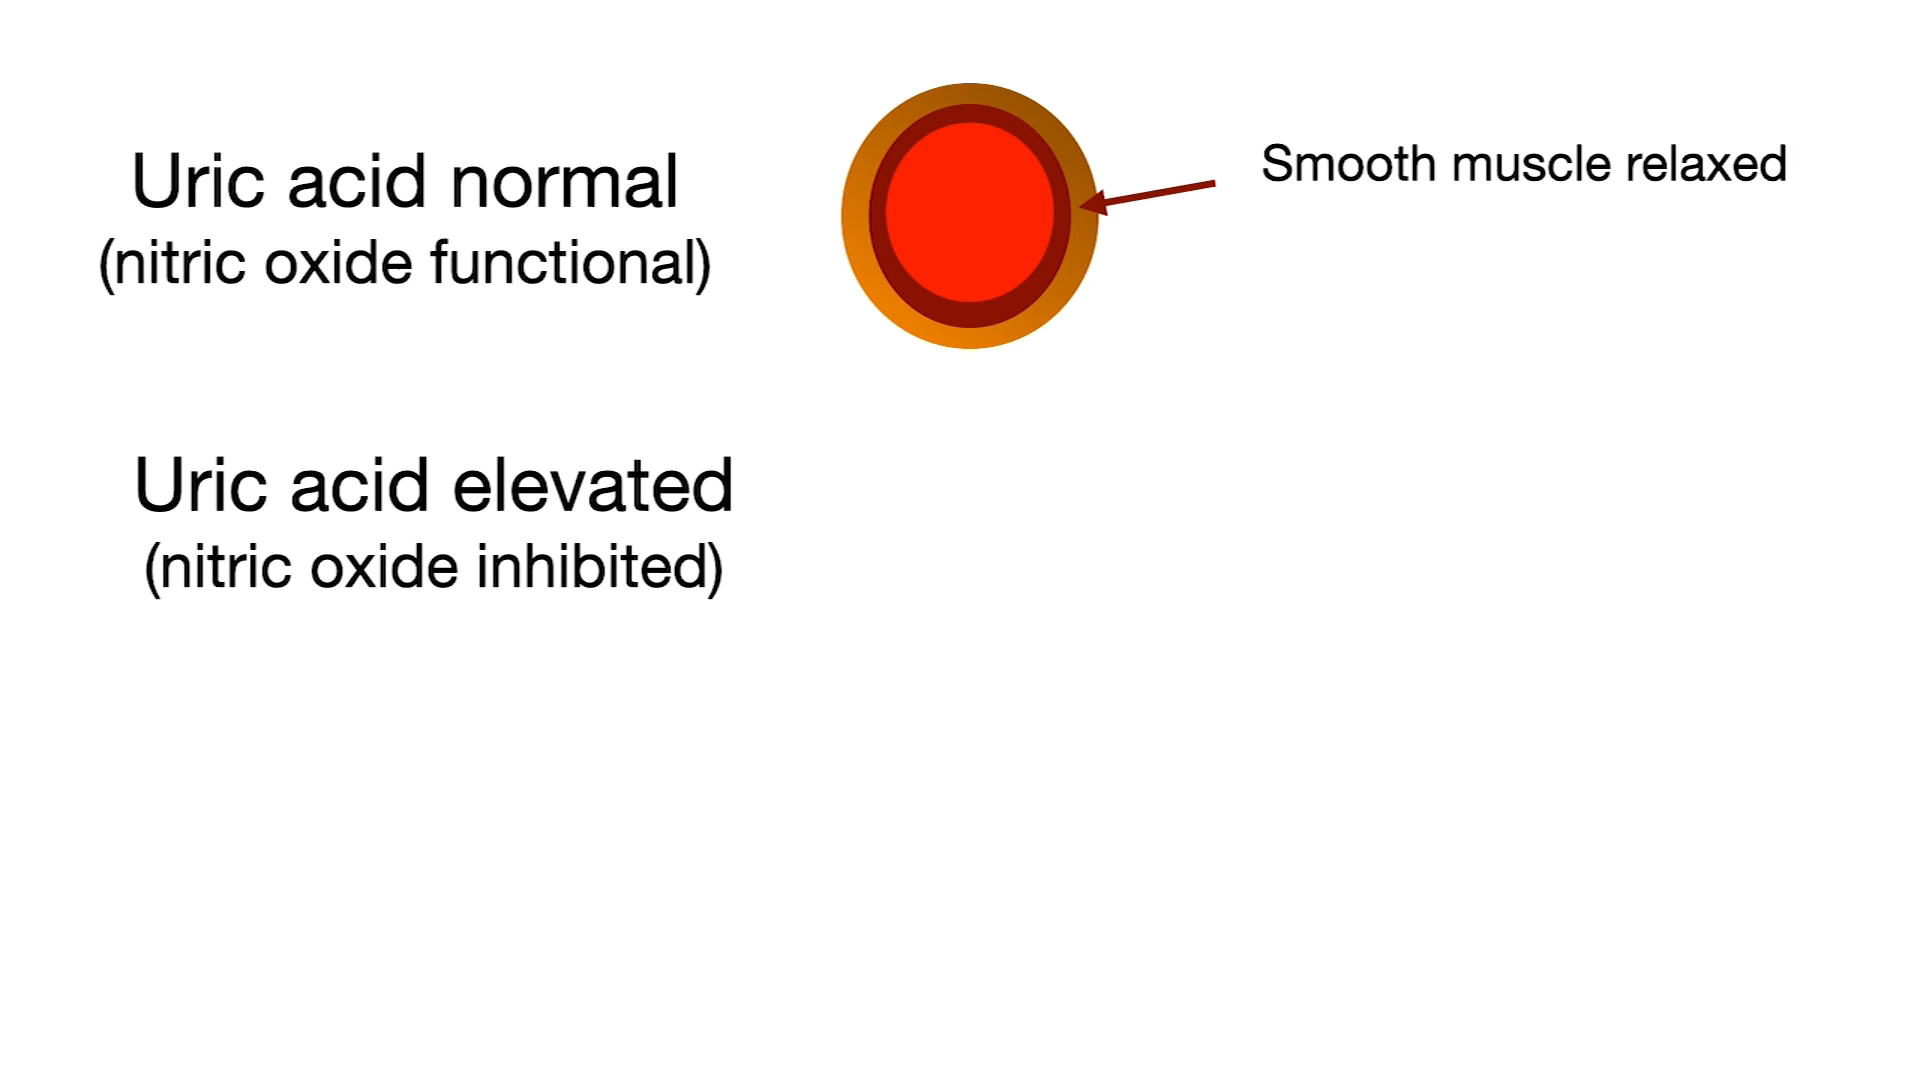 Uric acid normal
(nitric oxide functional)
Smooth muscle relaxed
Uric acid elevated
(nitric oxide inhibited)